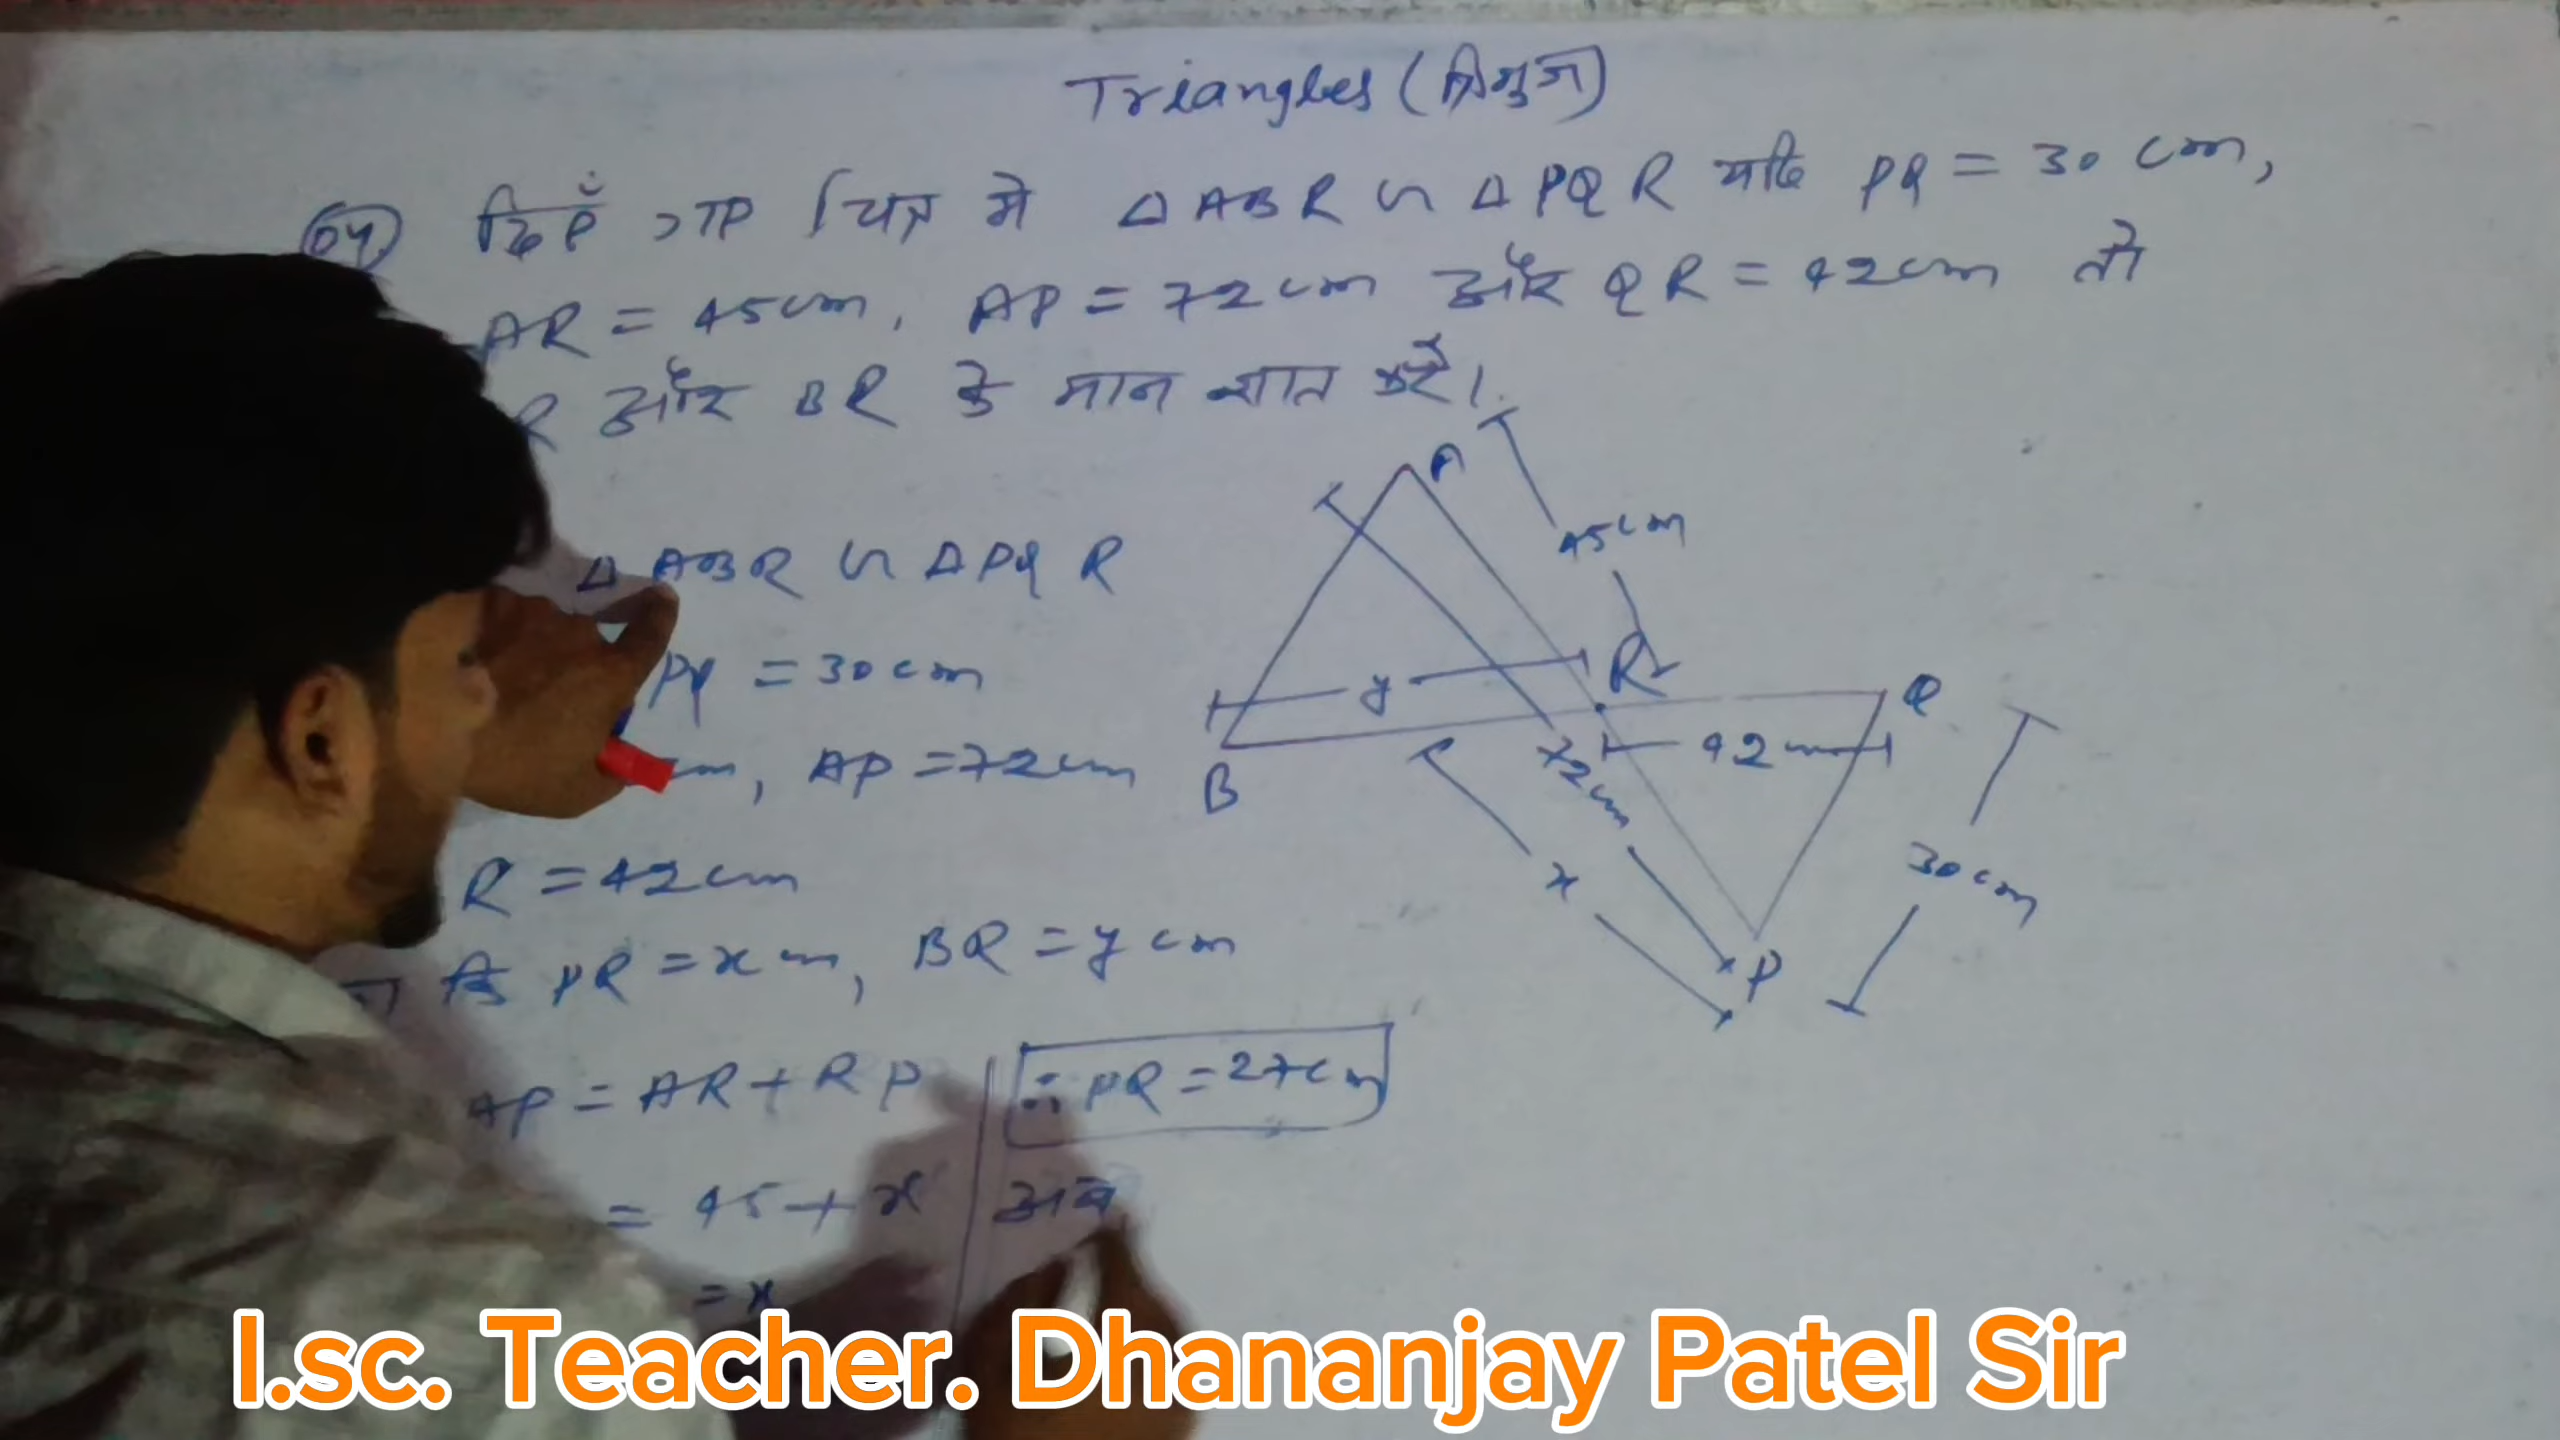 Triangles (त्रिभुज)
04 दिएँ गए चित्र मे △ABR ∽ △PQR यदि PQ = 30 cm,
AR = 45cm, AP = 72cm और QR = 42cm तो
R और BR के मान ज्ञात करें।
A
45cm
△ABR ∽ △PQR
PQ = 30cm
y
R
Q
cm, AP = 72cm
B
72cm
42cm
x
30cm
R = 42cm
कि PR = x cm, BR = y cm
P
AP = AR + RP
∴ PR = 27cm
= 45 + x
अब
= x
I.sc. Teacher. Dhananjay Patel Sir